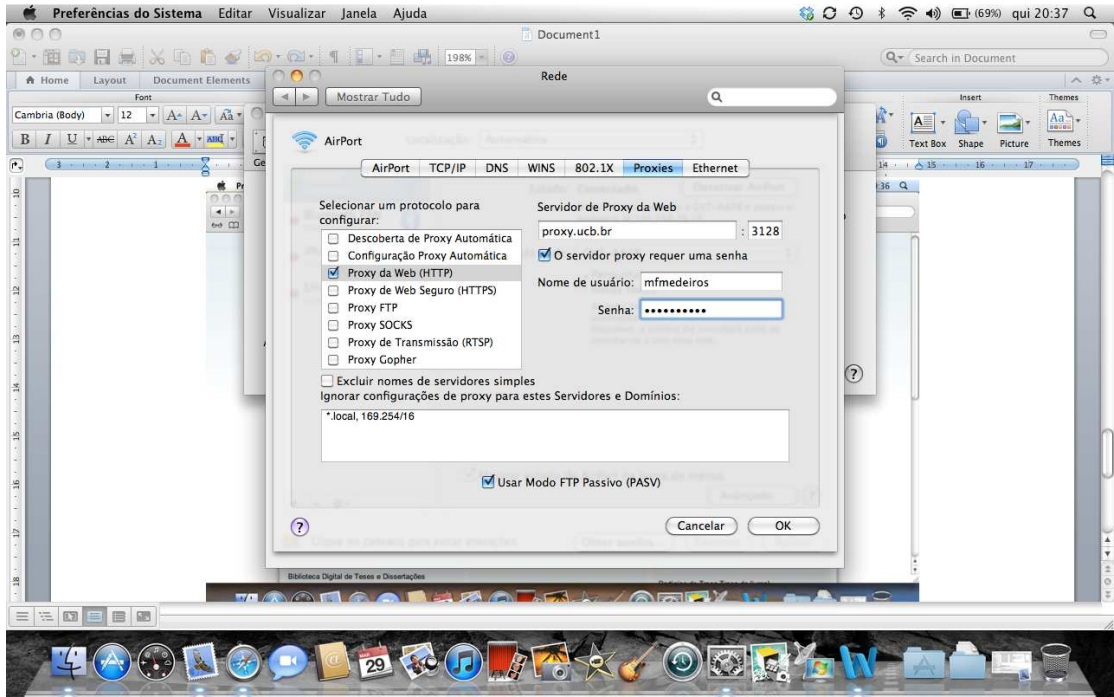 Preferências do Sistema Editar Visualizar Janela Ajuda
(69%) qui 20:37
Document1
198%
Search in Document
Home Layout Document Elements
Font
Insert Themes
Cambria (Body) 12
Text Box Shape Picture Themes
Rede
Mostrar Tudo
AirPort
AirPort TCP/IP DNS WINS 802.1X Proxies Ethernet
Selecionar um protocolo para
configurar:
Descoberta de Proxy Automática
Configuração Proxy Automática
Proxy da Web (HTTP)
Proxy de Web Seguro (HTTPS)
Proxy FTP
Proxy SOCKS
Proxy de Transmissão (RTSP)
Proxy Gopher
Servidor de Proxy da Web
proxy.ucb.br : 3128
O servidor proxy requer uma senha
Nome de usuário: mfmedeiros
Senha: ••••••••••
Excluir nomes de servidores simples
Ignorar configurações de proxy para estes Servidores e Domínios:
*.local, 169.254/16
Usar Modo FTP Passivo (PASV)
? Cancelar OK
Biblioteca Digital de Teses e Dissertações
29